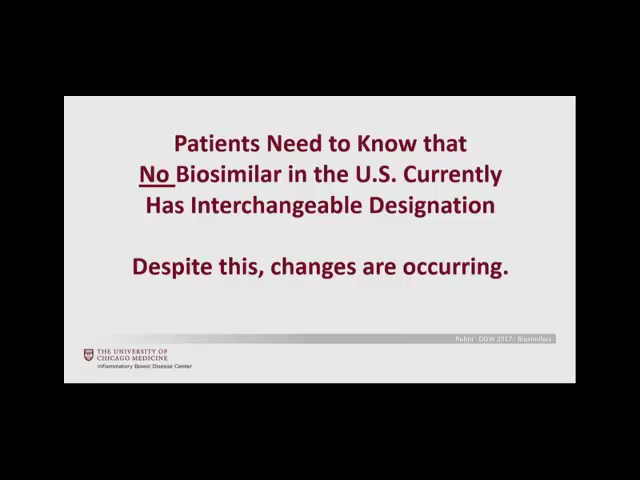 Patients Need to Know that
No Biosimilar in the U.S. Currently
Has Interchangeable Designation
Despite this, changes are occurring.
Rubin - DDW 2017 - Biosimilars
THE UNIVERSITY OF
CHICAGO MEDICINE
Inflammatory Bowel Disease Center